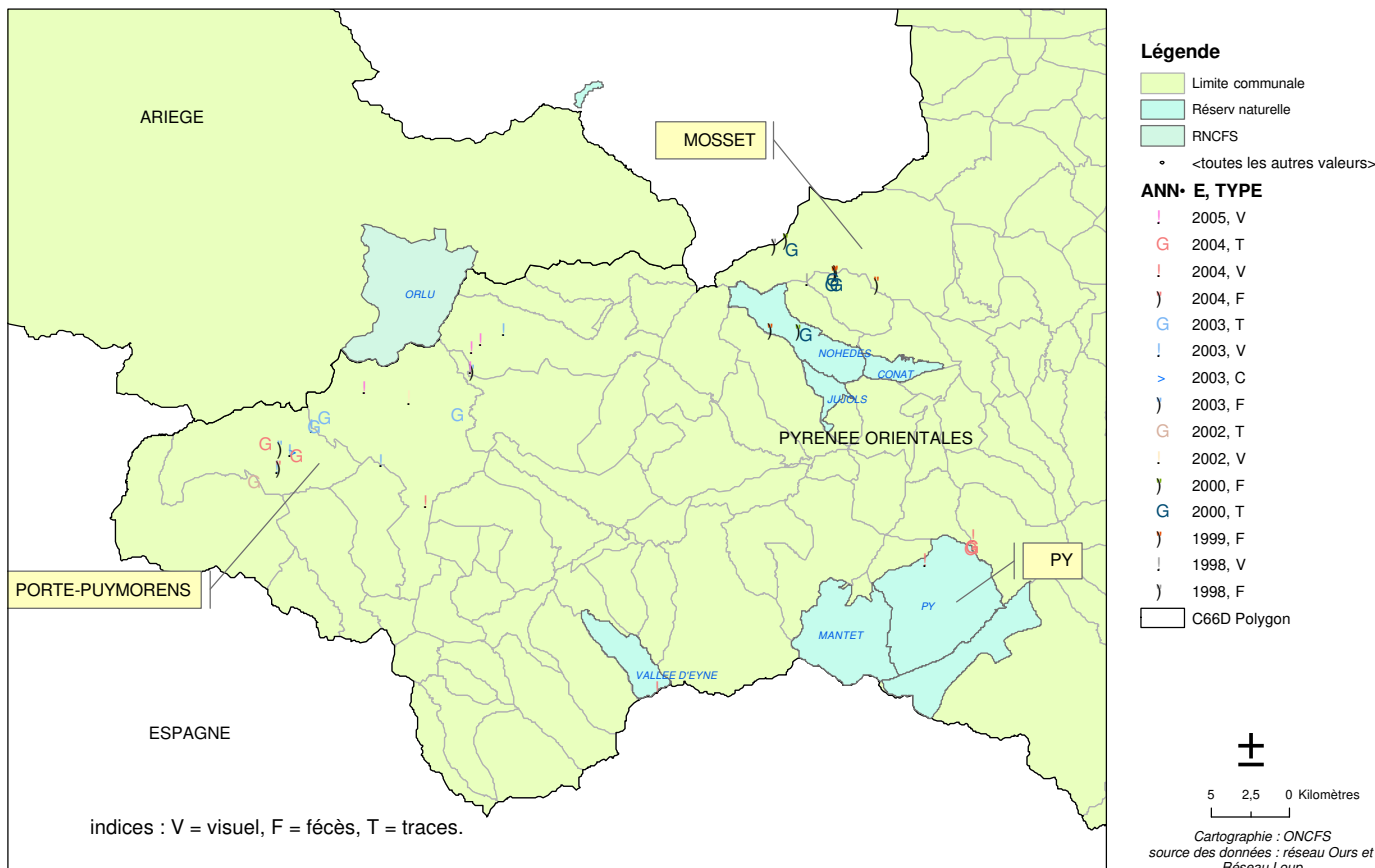 ARIEGE
MOSSET
ORLU
NOHEDES
CONAT
JUJOLS
PYRENEE ORIENTALES
PORTE-PUYMORENS
PY
PY
MANTET
VALLEE D'EYNE
ESPAGNE
indices : V = visuel, F = fécès, T = traces.
Légende
Limite communale
Réserv naturelle
RNCFS
<toutes les autres valeurs>
ANN• E, TYPE
! 2005, V
G 2004, T
! 2004, V
) 2004, F
G 2003, T
! 2003, V
> 2003, C
) 2003, F
G 2002, T
! 2002, V
) 2000, F
G 2000, T
) 1999, F
! 1998, V
) 1998, F
C66D Polygon
±
5 2,5 0 Kilomètres
Cartographie : ONCFS
source des données : réseau Ours et
Réseau Loup